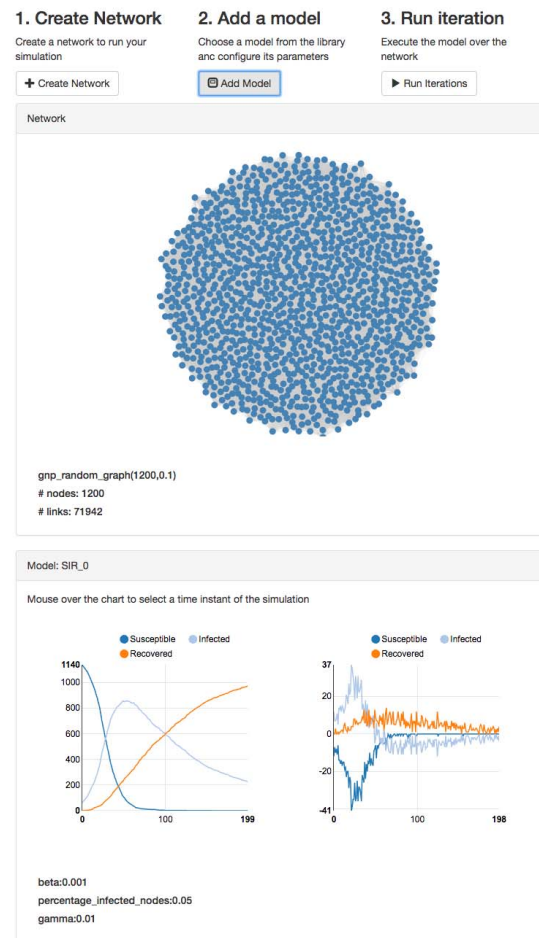 1. Create Network
Create a network to run your
simulation
Create Network
2. Add a model
Choose a model from the library
anc configure its parameters
Add Model
3. Run iteration
Execute the model over the
network
Run Iterations
Network
gnp_random_graph(1200,0.1)
# nodes: 1200
# links: 71942
Model: SIR_0
Mouse over the chart to select a time instant of the simulation
Susceptible Infected
Recovered
1140
1000
800
600
400
200
0
0 100 199
Susceptible Infected
Recovered
37
20
0
-20
-41
0 100 198
beta:0.001
percentage_infected_nodes:0.05
gamma:0.01